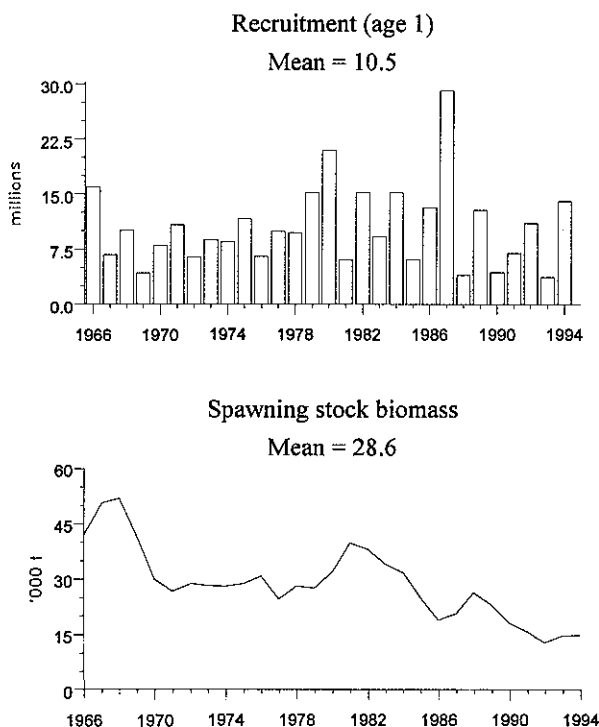 Recruitment (age 1)
Mean = 10.5
30.0
22.5
15.0
7.5
0.0
millions
1966 1970 1974 1978 1982 1986 1990 1994
Spawning stock biomass
Mean = 28.6
60
45
30
15
0
'000 t
1966 1970 1974 1978 1982 1986 1990 1994